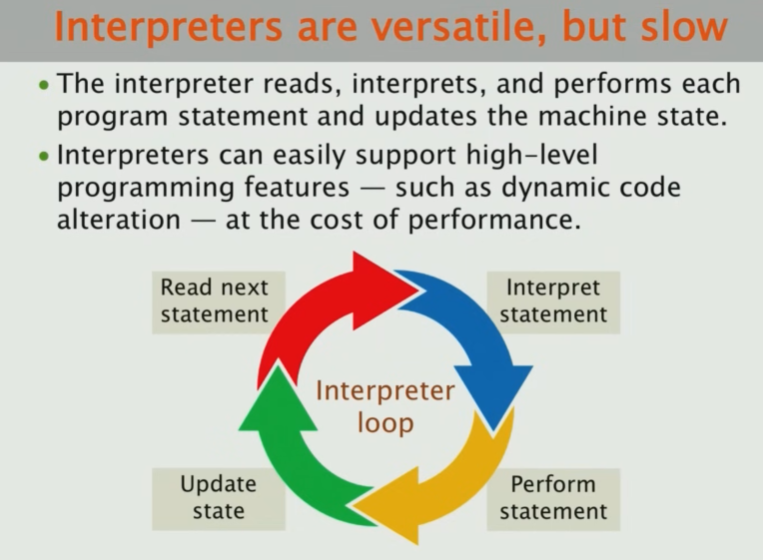 Interpreters are versatile, but slow
• The interpreter reads, interprets, and performs each
program statement and updates the machine state.
• Interpreters can easily support high–level
programming features — such as dynamic code
alteration — at the cost of performance.
Read next
statement
Interpret
statement
Interpreter
loop
Update
state
Perform
statement